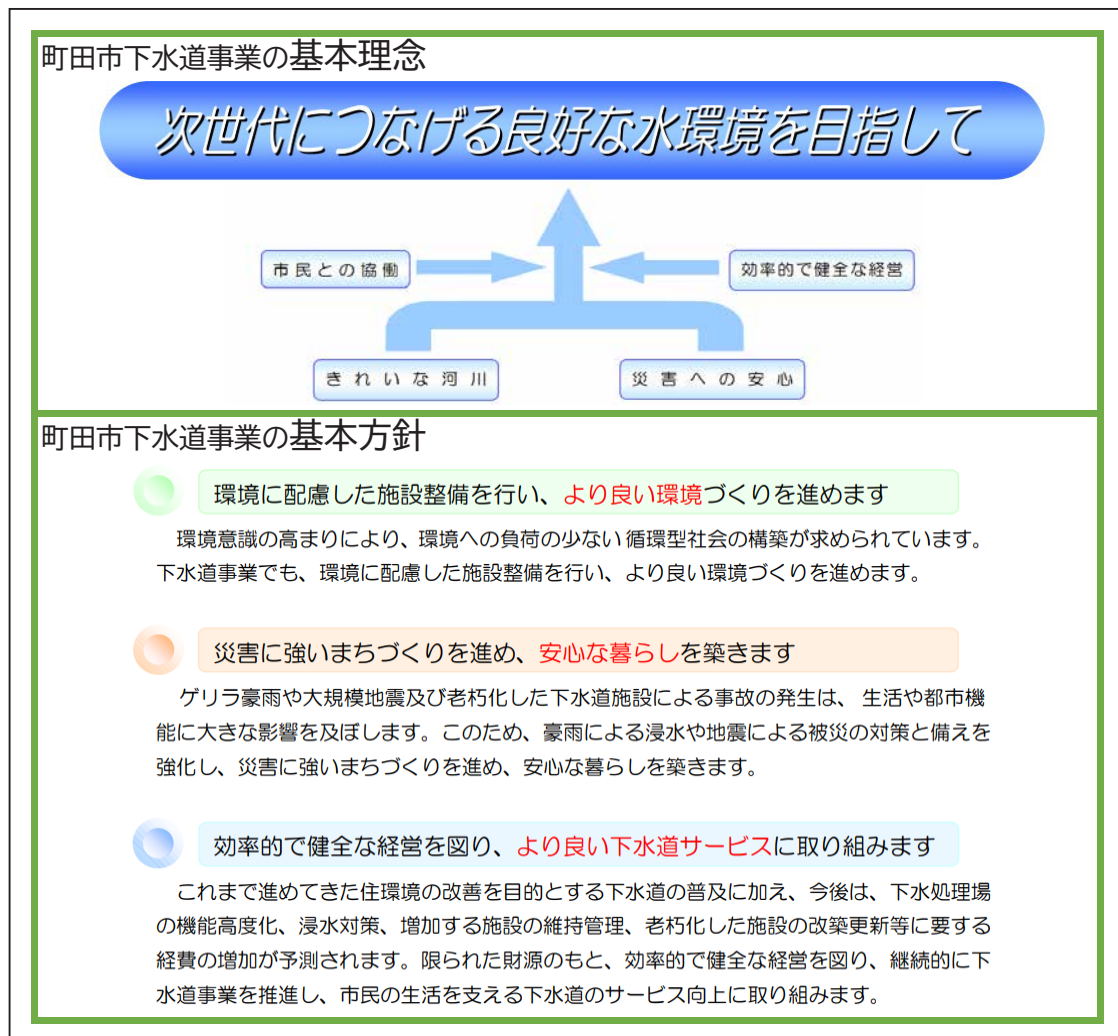 町田市下水道事業の基本理念
次世代につなげる良好な水環境を目指して
市民との協働
効率的で健全な経営
きれいな河川
災害への安心
町田市下水道事業の基本方針
環境に配慮した施設整備を行い、より良い環境づくりを進めます
環境意識の高まりにより、環境への負荷の少ない循環型社会の構築が求められています。
下水道事業でも、環境に配慮した施設整備を行い、より良い環境づくりを進めます。
災害に強いまちづくりを進め、安心な暮らしを築きます
ゲリラ豪雨や大規模地震及び老朽化した下水道施設による事故の発生は、生活や都市機
能に大きな影響を及ぼします。このため、豪雨による浸水や地震による被災の対策と備えを
強化し、災害に強いまちづくりを進め、安心な暮らしを築きます。
効率的で健全な経営を図り、より良い下水道サービスに取り組みます
これまで進めてきた住環境の改善を目的とする下水道の普及に加え、今後は、下水処理場
の機能高度化、浸水対策、増加する施設の維持管理、老朽化した施設の改築更新等に要する
経費の増加が予測されます。限られた財源のもと、効率的で健全な経営を図り、継続的に下
水道事業を推進し、市民の生活を支える下水道のサービス向上に取り組みます。